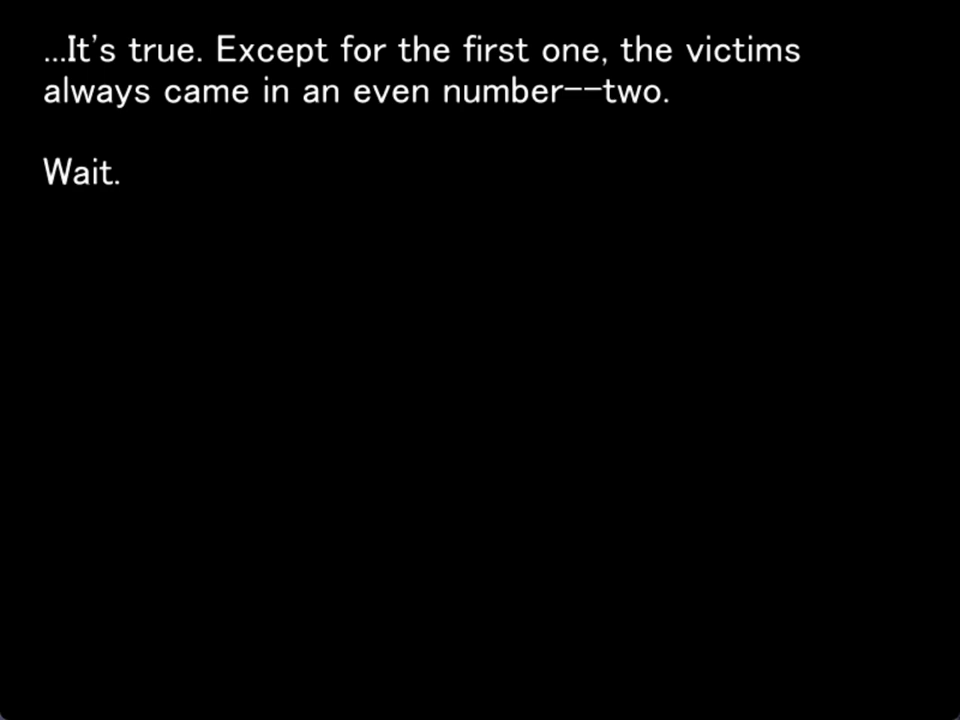 ...It's true. Except for the first one, the victims
always came in an even number--two.
Wait.